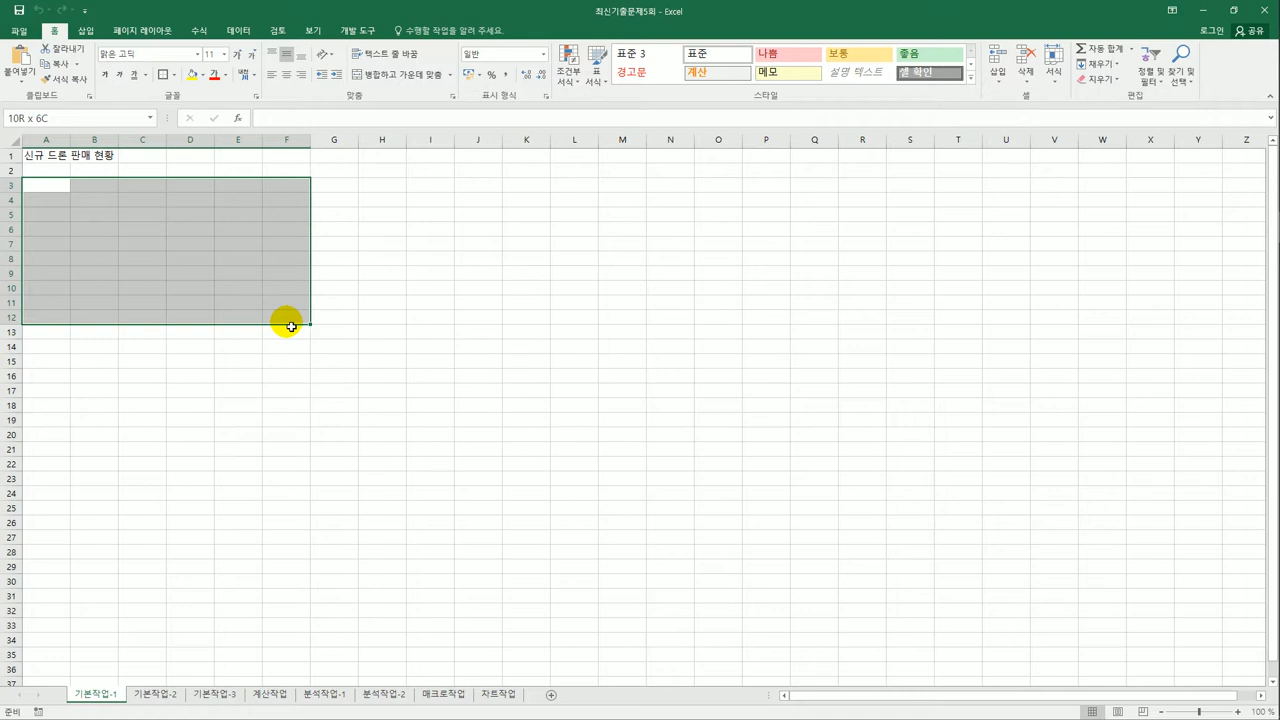 최신기출문제5회 - Excel
파일 홈 삽입 페이지 레이아웃 수식 데이터 검토 보기 개발 도구 수행할 작업을 알려 주세요. 로그인 공유
붙여넣기 잘라내기 복사 서식 복사 클립보드
맑은 고딕 11 가 가 가 가 가 가 글꼴
텍스트 줄 바꿈 병합하고 가운데 맞춤 맞춤
일반 % 표시 형식
조건부 서식 표 서식
표준 3 표준 나쁨 보통 좋음
경고문 계산 메모 설명 텍스트 셀 확인
스타일
삽입 삭제 서식 셀
자동 합계 채우기 지우기 정렬 및 필터 찾기 및 선택 편집
10R x 6C fx
A B C D E F G H I J K L M N O P Q R S T U V W X Y Z
1 신규 드론 판매 현황
2
3
4
5
6
7
8
9
10
11
12
13
14
15
16
17
18
19
20
21
22
23
24
25
26
27
28
29
30
31
32
33
34
35
36
37
기본작업-1 기본작업-2 기본작업-3 계산작업 분석작업-1 분석작업-2 매크로작업 차트작업
준비 100 %